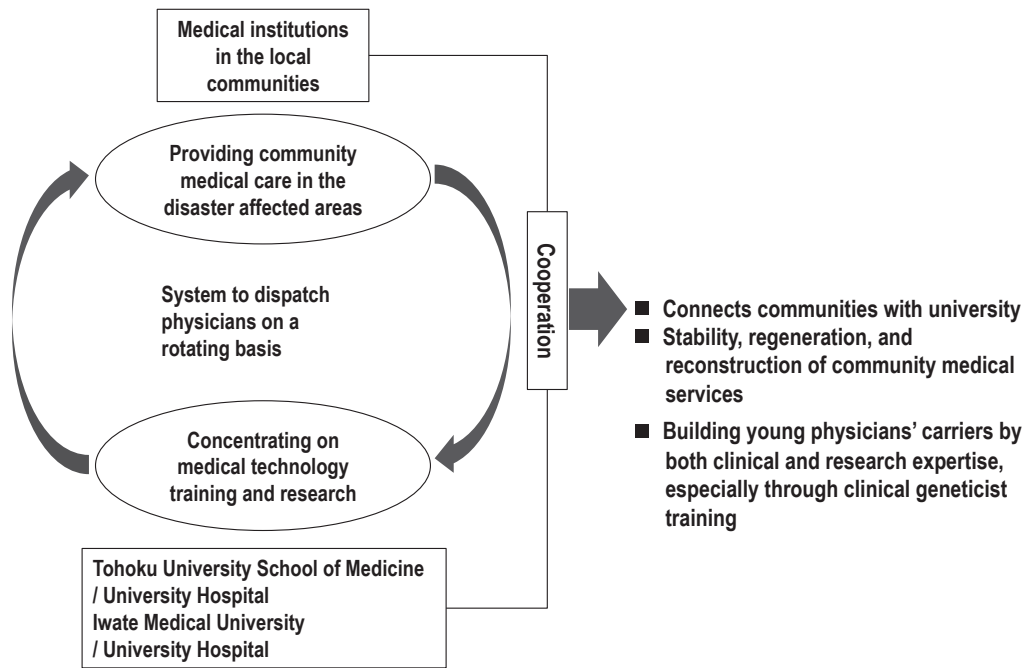 Medical institutions
in the local
communities
Providing community
medical care in the
disaster affected areas
System to dispatch
physicians on a
rotating basis
Concentrating on
medical technology
training and research
Tohoku University School of Medicine
/ University Hospital
Iwate Medical University
/ University Hospital
Cooperation
■ Connects communities with university
■ Stability, regeneration, and
reconstruction of community medical
services
■ Building young physicians’ carriers by
both clinical and research expertise,
especially through clinical geneticist
training